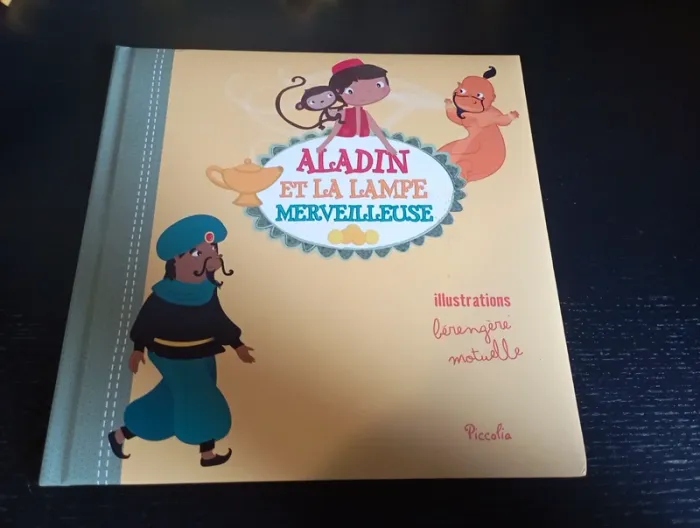 ALADIN
ET LA LAMPE
MERVEILLEUSE
illustrations
bérengère
motuelle
Piccolia